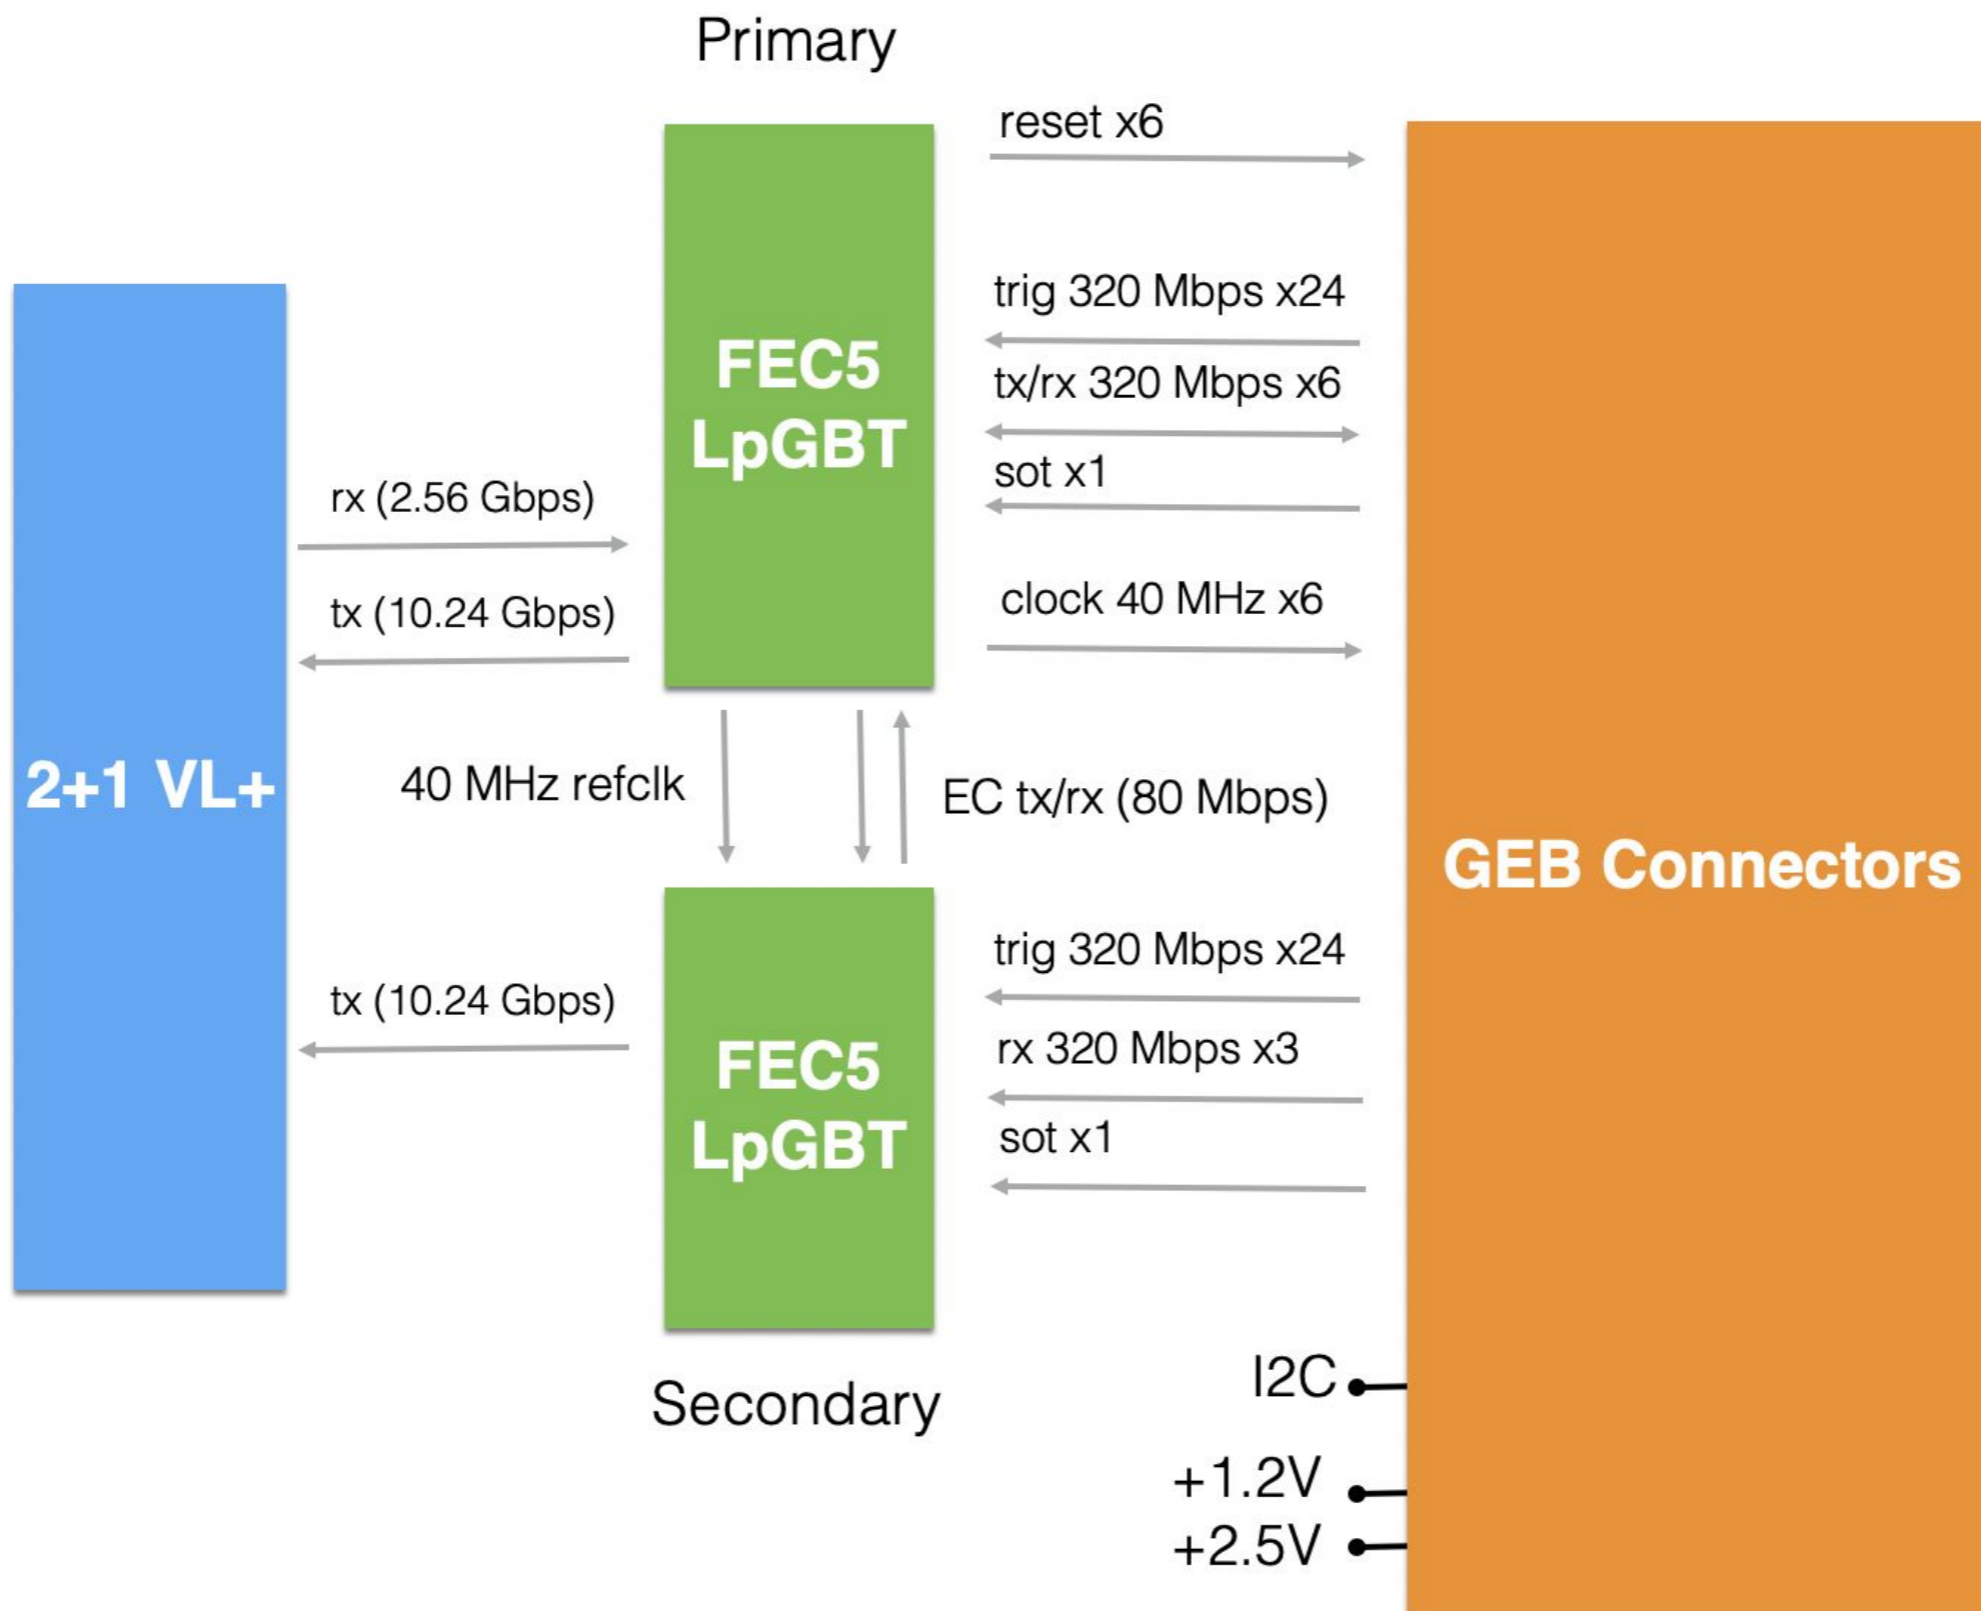 Primary
reset x6
trig 320 Mbps x24
FEC5
LpGBT
tx/rx 320 Mbps x6
sot x1
rx (2.56 Gbps)
tx (10.24 Gbps)
clock 40 MHz x6
2+1 VL+
40 MHz refclk
EC tx/rx (80 Mbps)
GEB Connectors
trig 320 Mbps x24
tx (10.24 Gbps)
FEC5
LpGBT
rx 320 Mbps x3
sot x1
Secondary
I2C
+1.2V
+2.5V